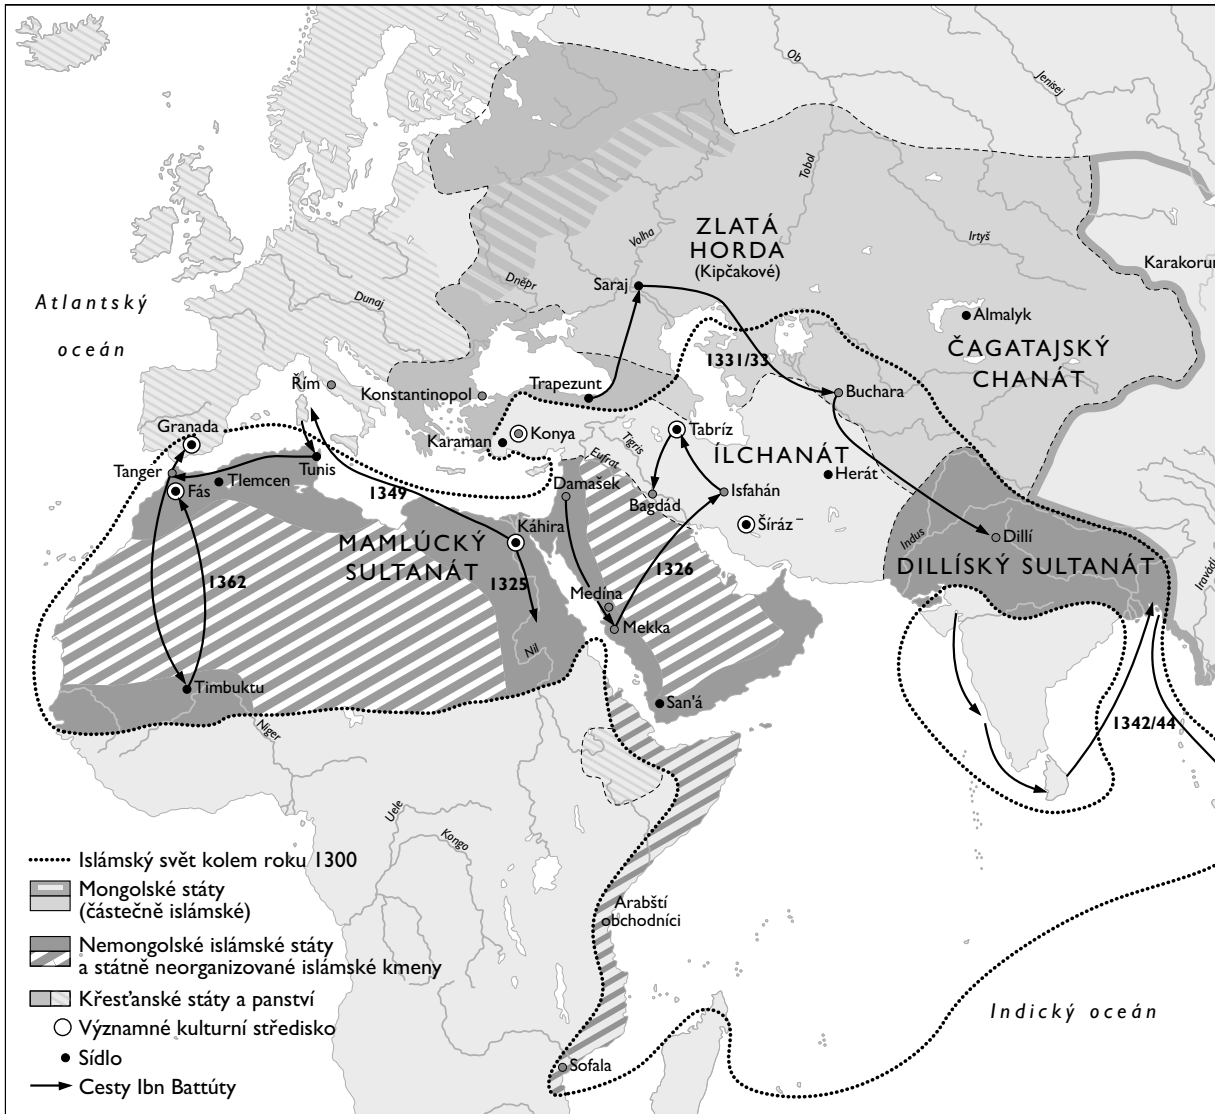 Ob
Jenisej
Tobol
Irtyš
Volha
ZLATÁ
HORDA
(Kipčakové)
Karakorum
Dněpr
Saraj
Dunaj
Atlantský
oceán
Almalyk
ČAGATAJSKÝ
CHANÁT
1331/33
Řím
Konstantinopol
Trapezunt
Buchara
Granada
Karaman
Konya
Tabríz
Tigris
Eufrat
ÍLCHANÁT
Tanger
Tunis
Tlemcen
Fás
1349
Damašek
Bagdád
Isfahán
Herát
Káhira
Šíráz –
MAMLÚCKÝ
SULTANÁT
Indus
Dillí
DILLÍSKÝ SULTANÁT
Iravádí
1362
1325
1326
Medína
Mekka
Nil
Timbuktu
San'á
Niger
1342/44
Uele
Kongo
Arabští
obchodníci
Indický oceán
Sofala
Islámský svět kolem roku 1300
Mongolské státy
(částečně islámské)
Nemongolské islámské státy
a státně neorganizované islámské kmeny
Křesťanské státy a panství
Významné kulturní středisko
Sídlo
Cesty Ibn Battúty